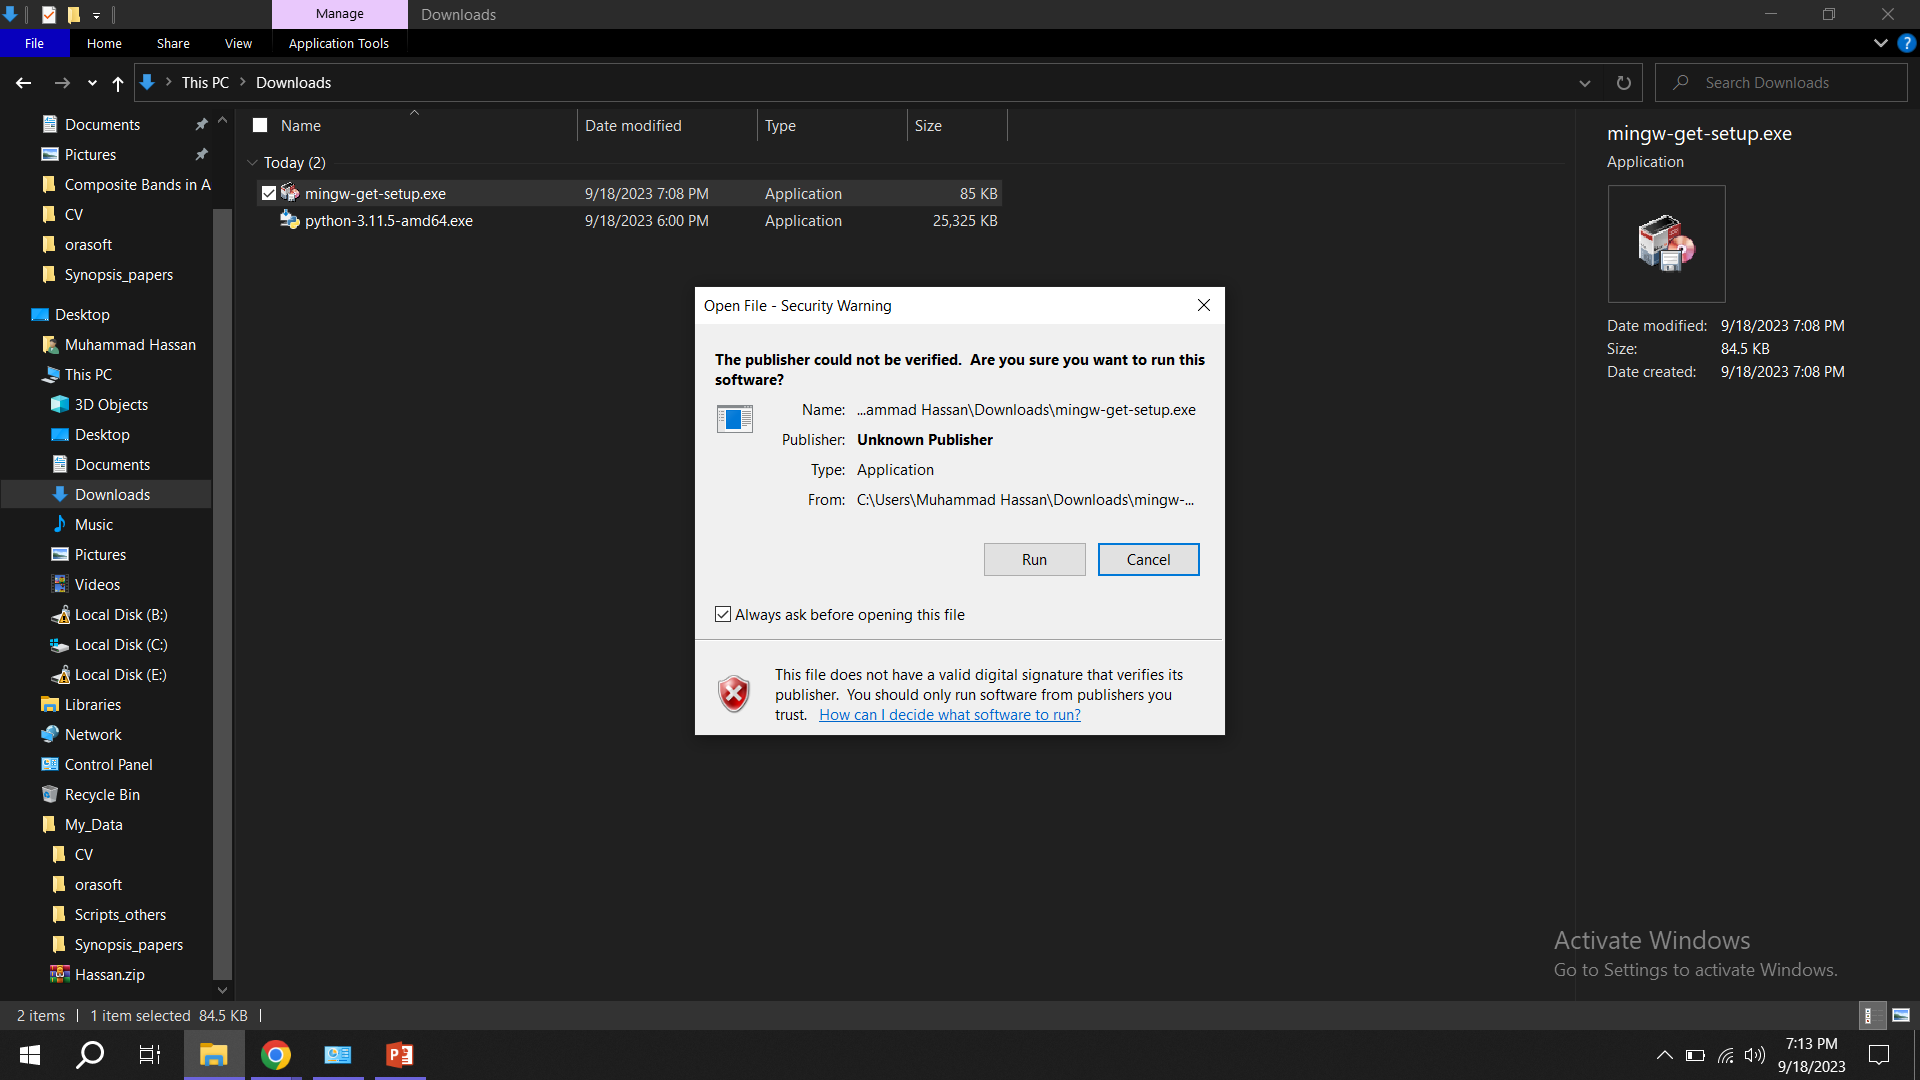 Manage
Downloads
File
Home
Share
View
Application Tools
?
This PC
Downloads
Search Downloads
Documents
Pictures
Composite Bands in A
CV
orasoft
Synopsis_papers
Desktop
Muhammad Hassan
This PC
3D Objects
Desktop
Documents
Downloads
Music
Pictures
Videos
Local Disk (B:)
Local Disk (C:)
Local Disk (E:)
Libraries
Network
Control Panel
Recycle Bin
My_Data
CV
orasoft
Scripts_others
Synopsis_papers
Hassan.zip
Name Date modified Type Size
Today (2)
mingw-get-setup.exe 9/18/2023 7:08 PM Application 85 KB
python-3.11.5-amd64.exe 9/18/2023 6:00 PM Application 25,325 KB
Open File - Security Warning
The publisher could not be verified. Are you sure you want to run this
software?
Name: ...ammad Hassan\Downloads\mingw-get-setup.exe
Publisher: Unknown Publisher
Type: Application
From: C:\Users\Muhammad Hassan\Downloads\mingw-...
Run Cancel
Always ask before opening this file
This file does not have a valid digital signature that verifies its
publisher. You should only run software from publishers you
trust. How can I decide what software to run?
mingw-get-setup.exe
Application
Date modified: 9/18/2023 7:08 PM
Size: 84.5 KB
Date created: 9/18/2023 7:08 PM
Activate Windows
Go to Settings to activate Windows.
2 items 1 item selected 84.5 KB
7:13 PM
9/18/2023